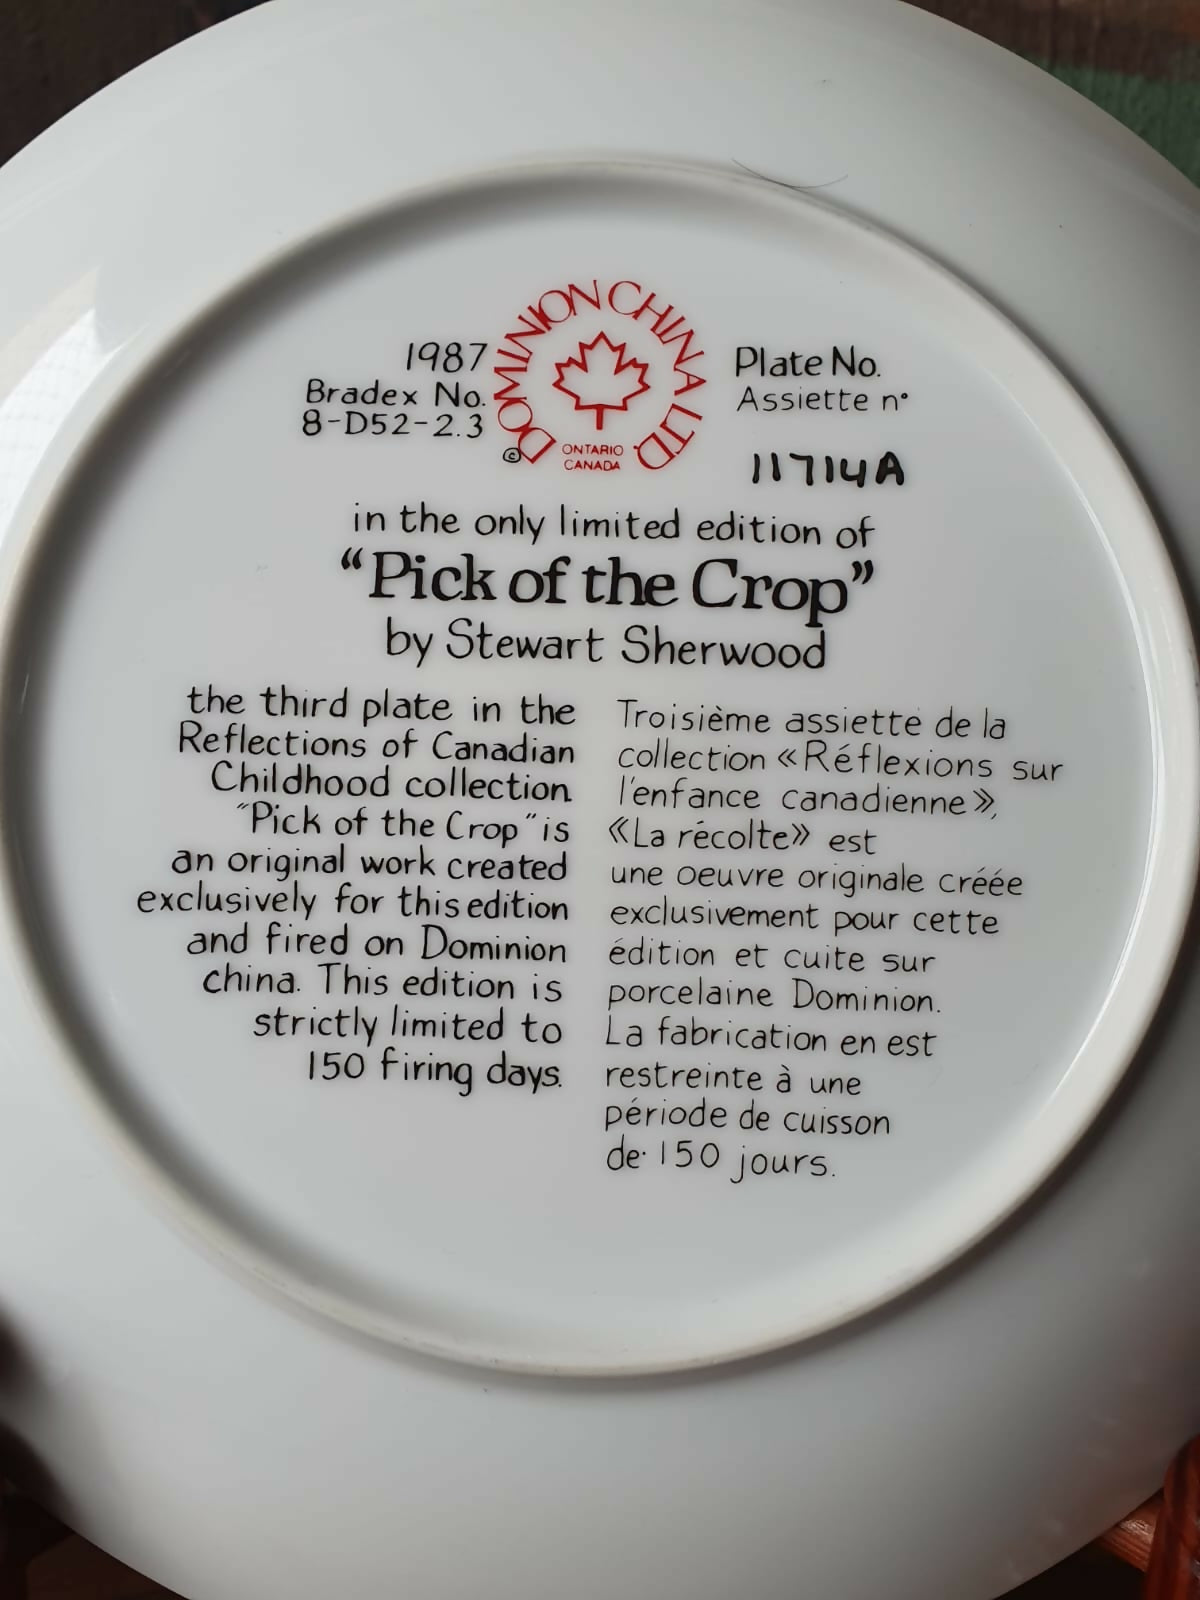 1987
Bradex No.
8-D52-2.3
DOMINION CHINA LTD.
©
ONTARIO
CANADA
Plate No.
Assiette n°
11714A
in the only limited edition of
“Pick of the Crop”
by Stewart Sherwood
the third plate in the
Reflections of Canadian
Childhood collection.
"Pick of the Crop" is
an original work created
exclusively for this edition
and fired on Dominion
china. This edition is
strictly limited to
150 firing days.
Troisième assiette de la
collection «Réflexions sur
l'enfance canadienne»,
«La récolte» est
une oeuvre originale créée
exclusivement pour cette
édition et cuite sur
porcelaine Dominion.
La fabrication en est
restreinte à une
période de cuisson
de 150 jours.